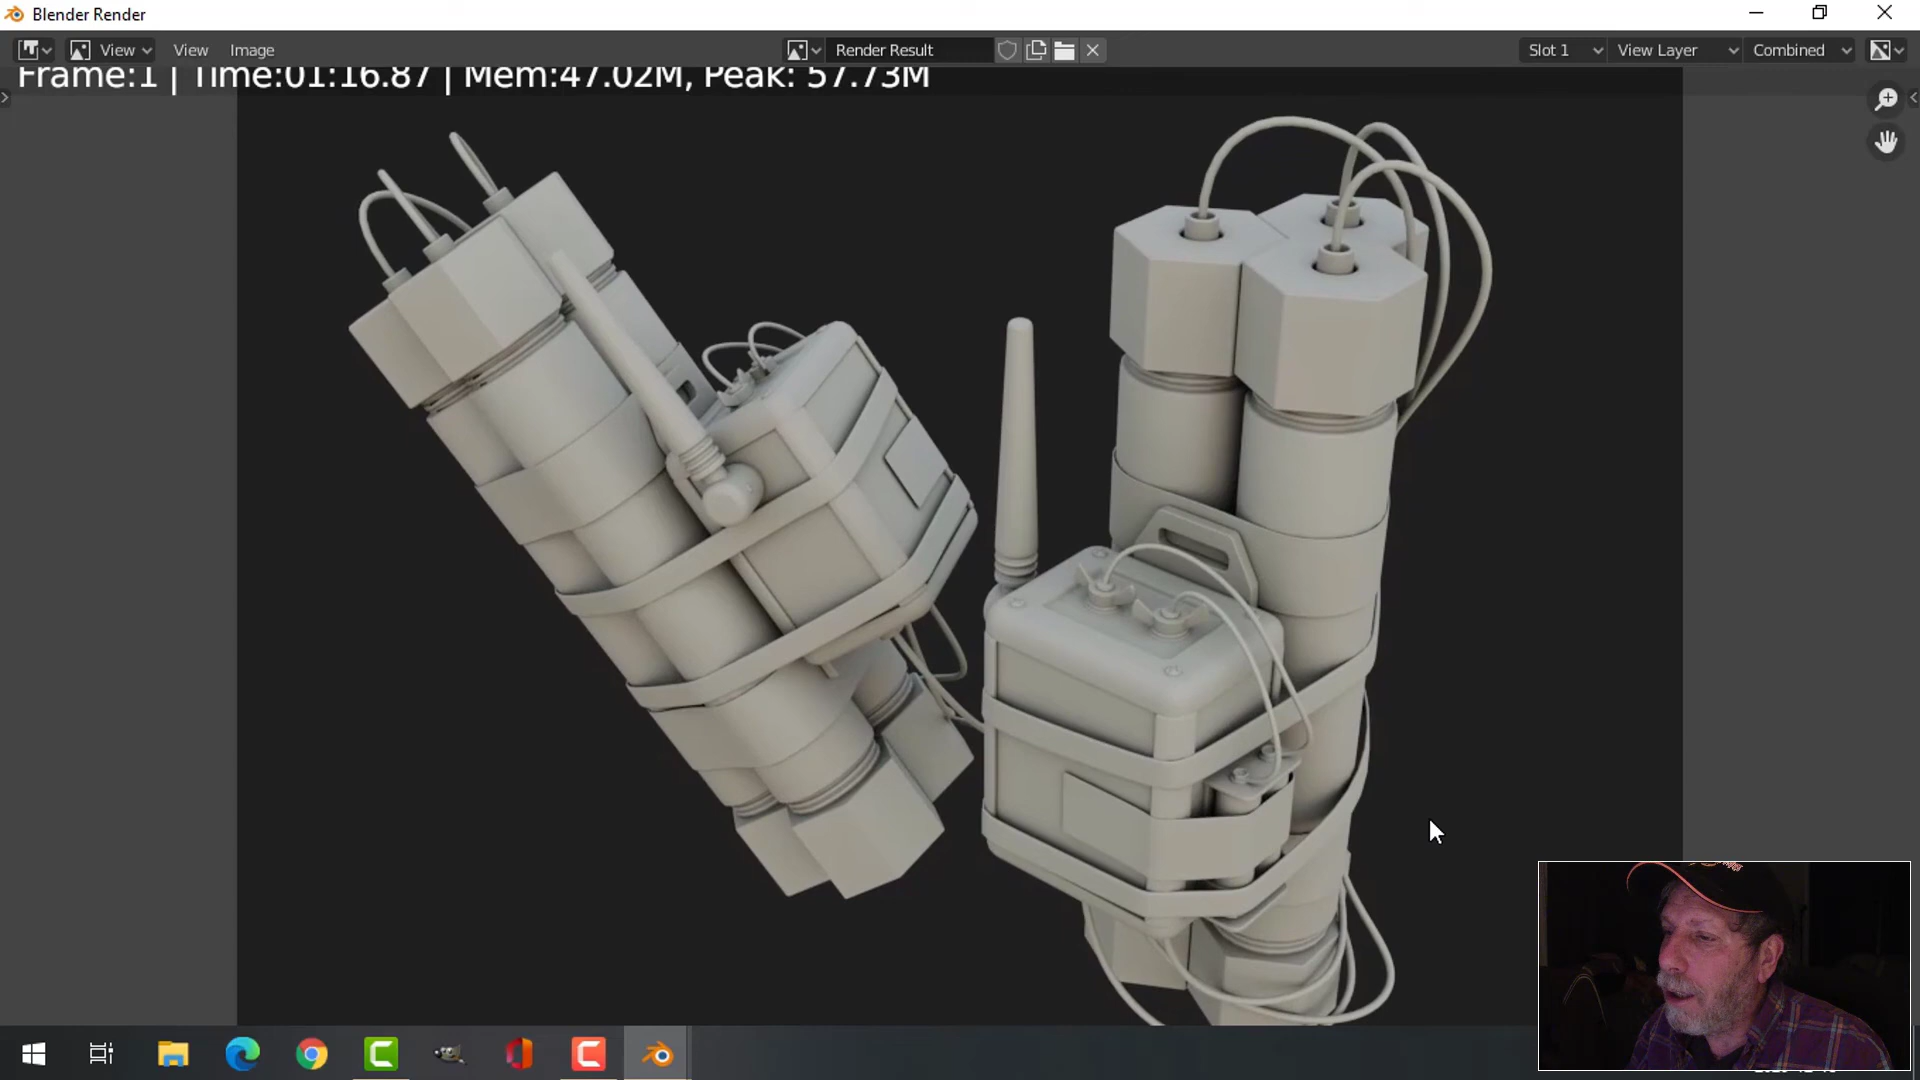 Blender Render
View View Image Render Result Slot 1 View Layer Combined
Frame:1 | Time:01:16.87 | Mem:47.02M, Peak: 57.73M